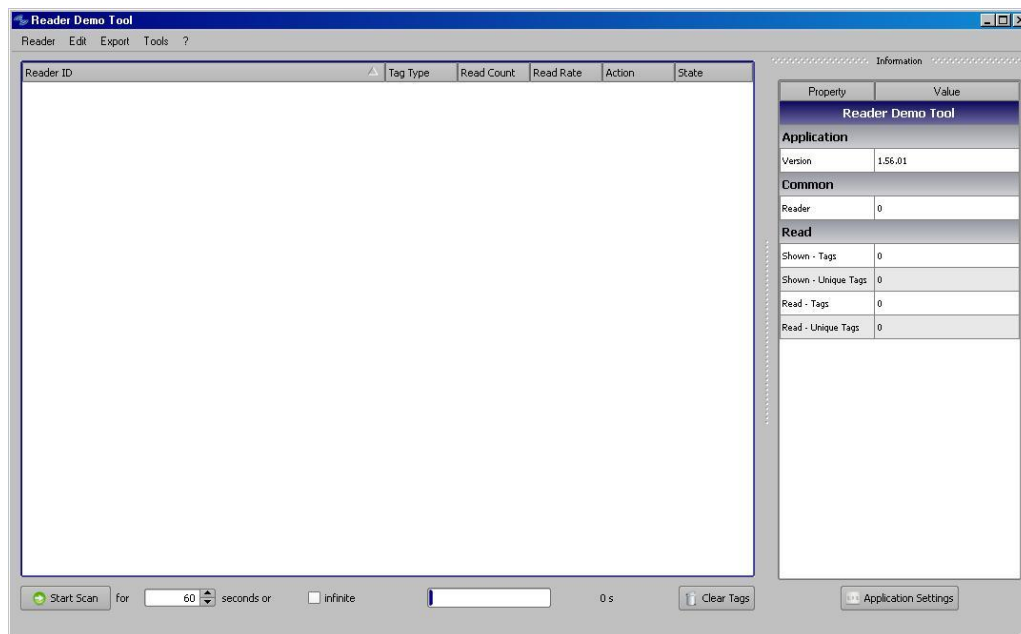 Reader Demo Tool
Reader Edit Export Tools ?
Reader ID Tag Type Read Count Read Rate Action State
Information
Property Value
Reader Demo Tool
Application
Version 1.56.01
Common
Reader 0
Read
Shown - Tags 0
Shown - Unique Tags 0
Read - Tags 0
Read - Unique Tags 0
Start Scan for 60 seconds or infinite 0 s Clear Tags Application Settings